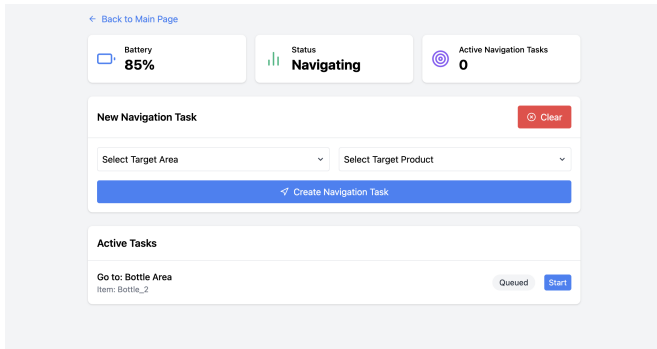 ← Back to Main Page
Battery
85%
Status
Navigating
Active Navigation Tasks
0
New Navigation Task
Clear
Select Target Area
Select Target Product
Create Navigation Task
Active Tasks
Go to: Bottle Area
Item: Bottle_2
Queued
Start